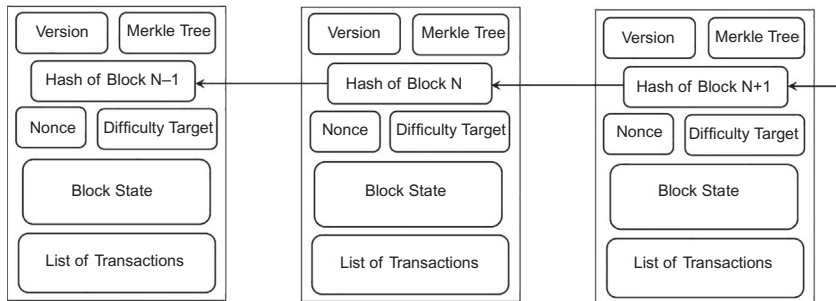 Version
Merkle Tree
Hash of Block N–1
Nonce
Difficulty Target
Block State
List of Transactions
Version
Merkle Tree
Hash of Block N
Nonce
Difficulty Target
Block State
List of Transactions
Version
Merkle Tree
Hash of Block N+1
Nonce
Difficulty Target
Block State
List of Transactions